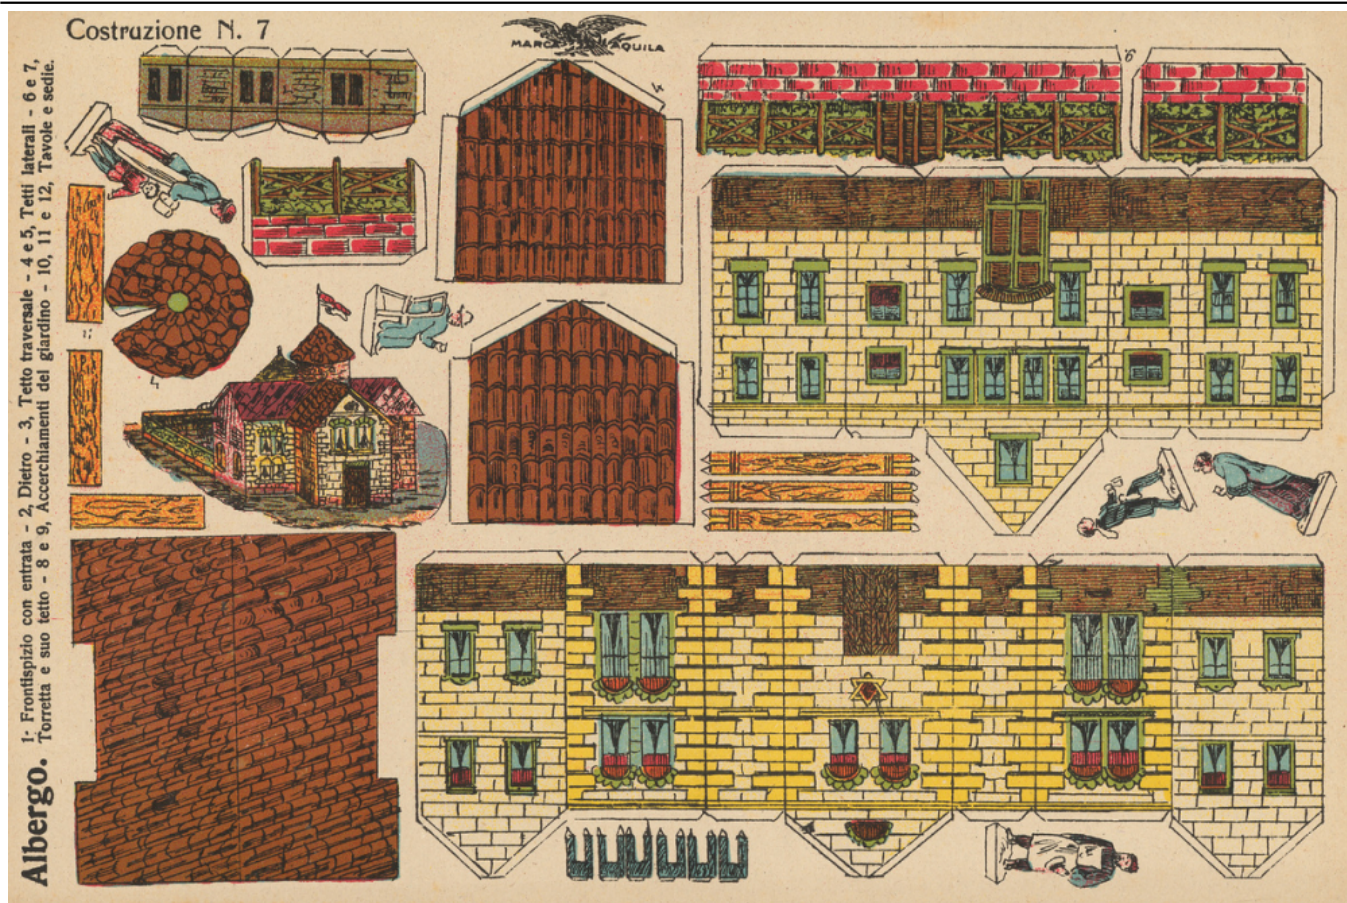 Costruzione N. 7
MARCA AQUILA
Albergo. 1- Frontispizio con entrata - 2, Dietro - 3, Tetto traversale - 4 e 5, Tetti laterali - 6 e 7,
Torretta e suo tetto - 8 e 9, Accerchiamenti del giardino - 10, 11 e 12, Tavole e sedie.